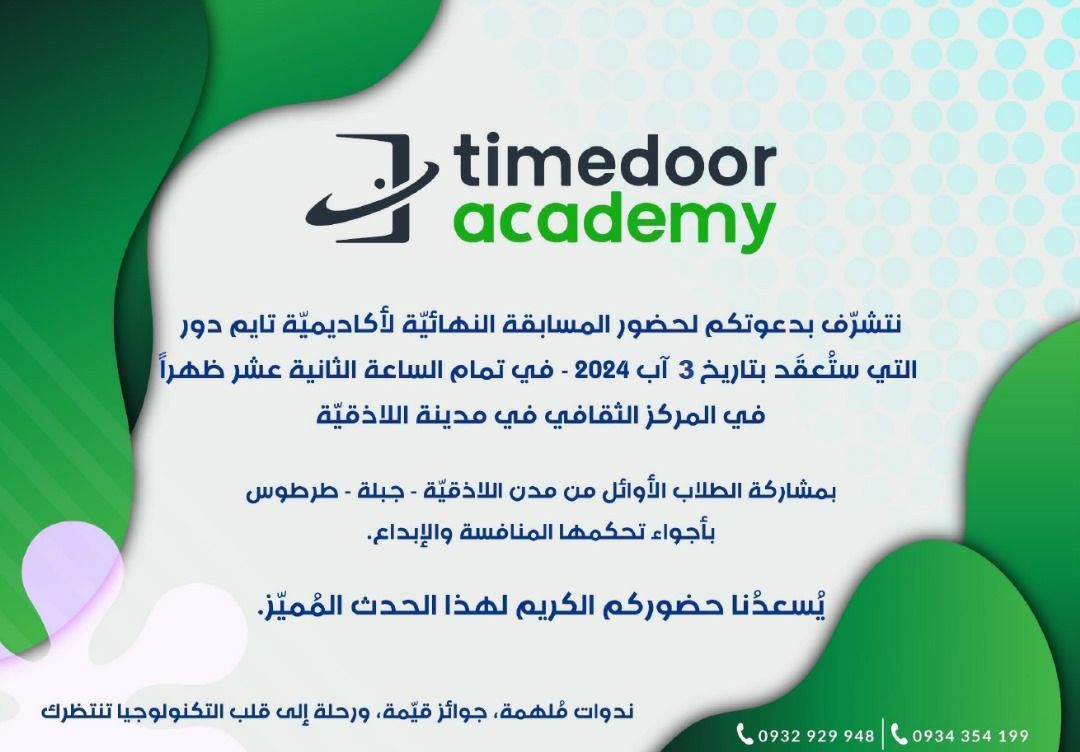 timedoor
academy
نتشرّف بدعوتكم لحضور المسابقة النهائيّة لأكاديميّة تايم دور
التي ستُعقَد بتاريخ 3 آب 2024 - في تمام الساعة الثانية عشر ظهراً
في المركز الثقافي في مدينة اللاذقيّة
بمشاركة الطلاب الأوائل من مدن اللاذقيّة - جبلة - طرطوس
بأجواء تحكمها المنافسة والإبداع.
يُسعدُنا حضوركم الكريم لهذا الحدث المُميّز.
ندوات مُلهمة، جوائز قيّمة، ورحلة إلى قلب التكنولوجيا تنتظرك
0932 929 948 | 0934 354 199